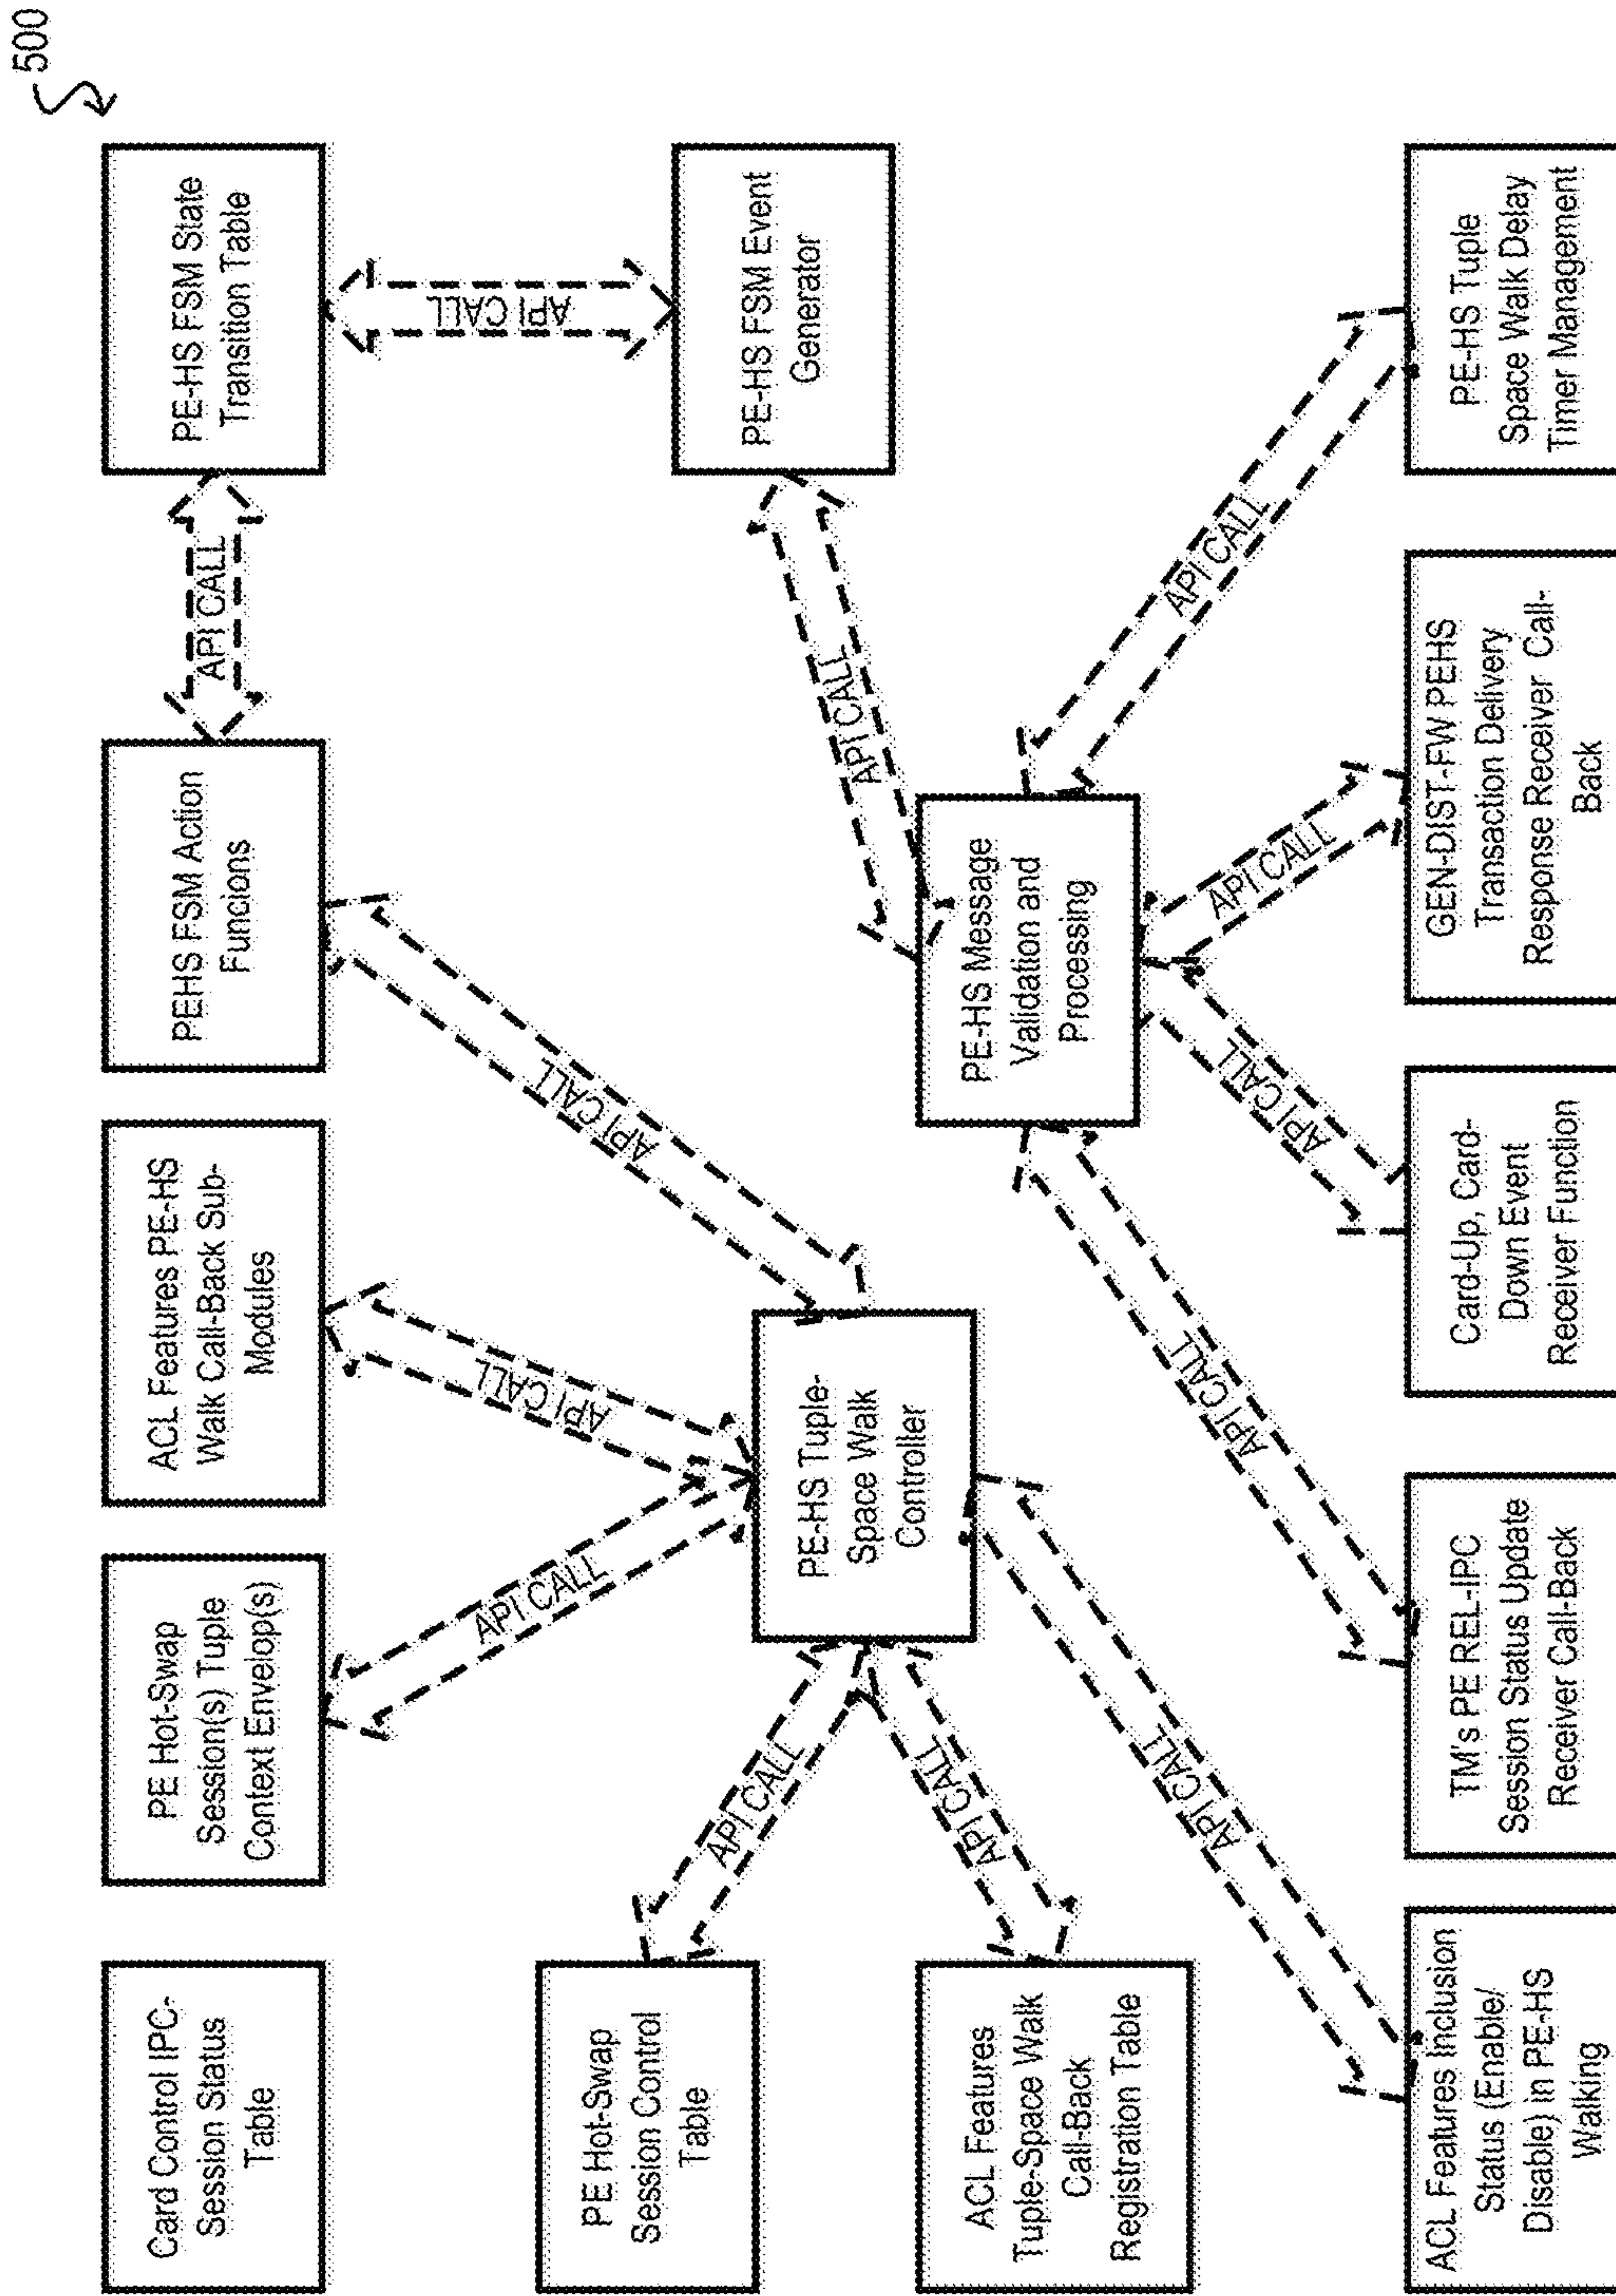 500
Card Control IPC-
Session Status
Table
PE Hot-Swap
Session(s) Tuple
Context Envelop(s)
ACL Features PE-HS
Walk Call-Back Sub-
Modules
PEHS FSM Action
Funcions
API CALL
PE-HS FSM State
Transition Table
API CALL
API CALL
API CALL
API CALL
PE Hot-Swap
Session Control
Table
API CALL
PE-HS Tuple-
Space Walk
Controller
API CALL
PE-HS FSM Event
Generator
ACL Features
Tuple-Space Walk
Call-Back
Registration Table
API CALL
PE-HS Message
Validation and
Processing
API CALL
API CALL
API CALL
API CALL
API CALL
ACL Features Inclusion
Status (Enable/
Disable) in PE-HS
Walking
TM's PE REL-IPC
Session Status Update
Receiver Call-Back
Card-Up, Card-
Down Event
Receiver Function
GEN-DIST-FW PEHS
Transaction Delivery
Response Receiver Call-
Back
PE-HS Tuple
Space Walk Delay
Timer Management